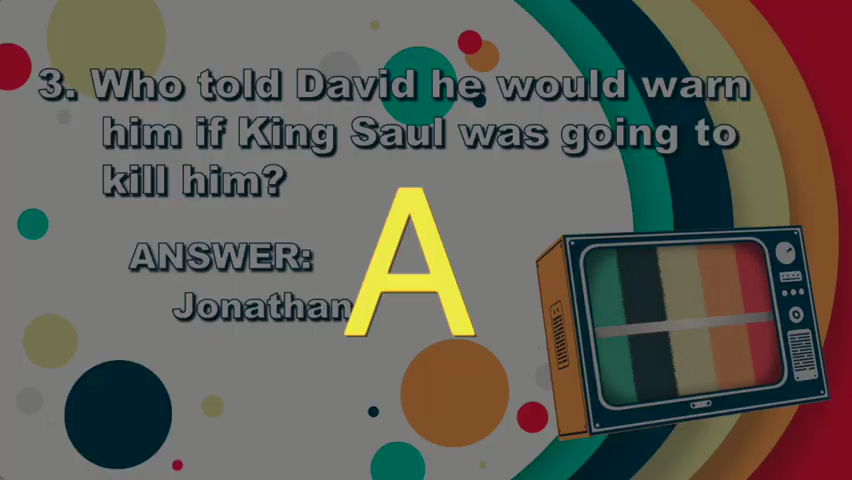 3. Who told David he would warn
him if King Saul was going to
kill him?
ANSWER:
Jonathan
A